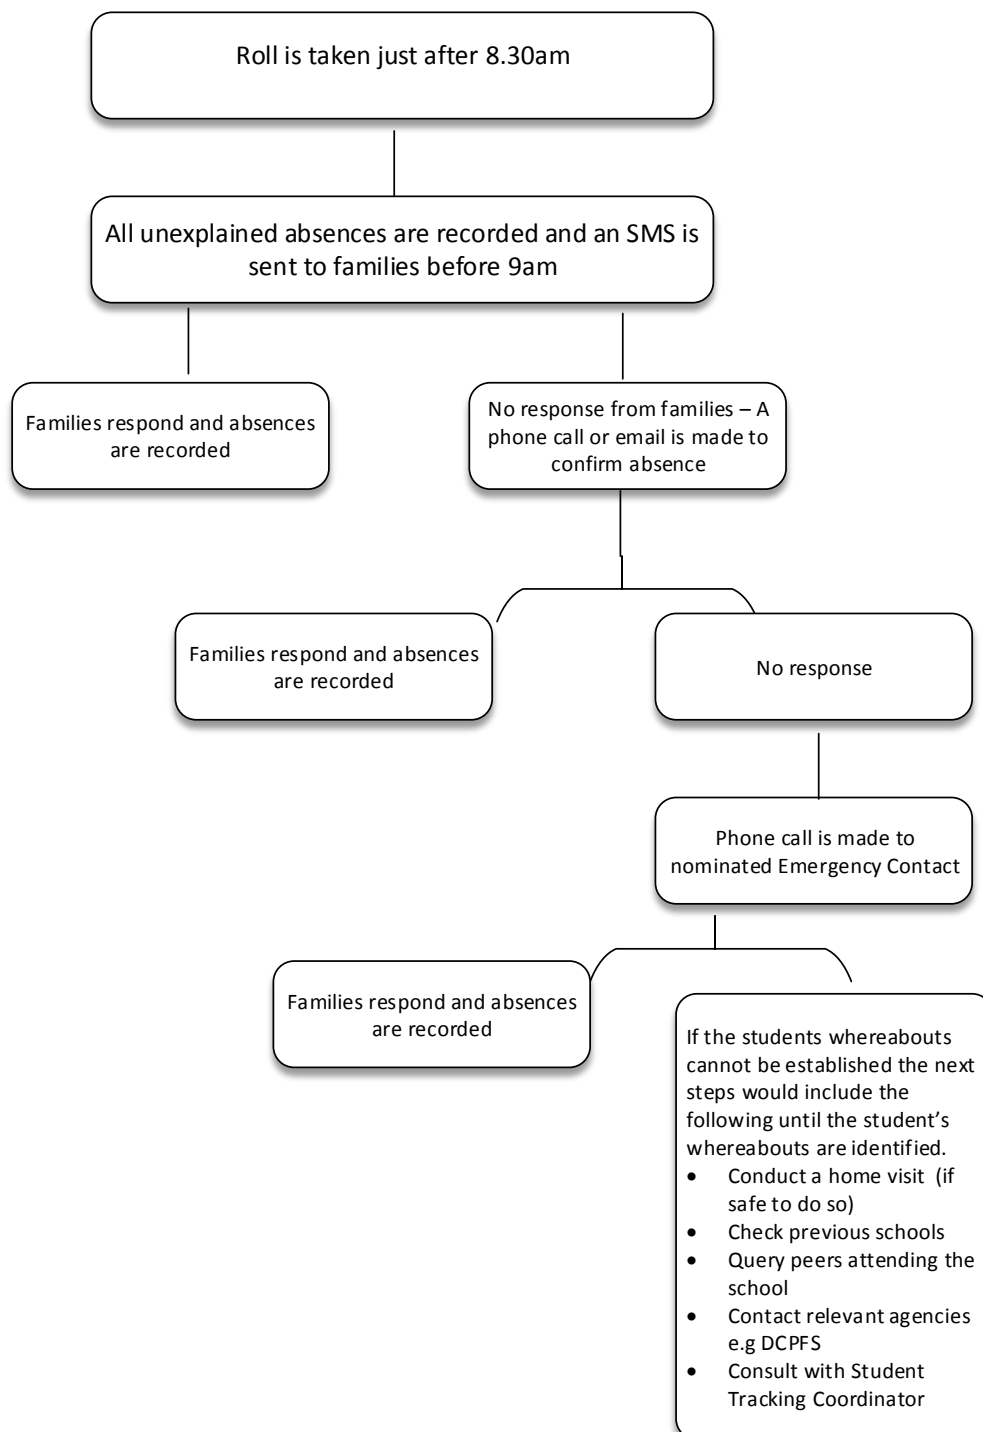 Roll is taken just after 8.30am
All unexplained absences are recorded and an SMS is
sent to families before 9am
Families respond and absences
are recorded
No response from families – A
phone call or email is made to
confirm absence
Families respond and absences
are recorded
No response
Phone call is made to
nominated Emergency Contact
Families respond and absences
are recorded
If the students whereabouts
cannot be established the next
steps would include the
following until the student’s
whereabouts are identified.
• Conduct a home visit (if
safe to do so)
• Check previous schools
• Query peers attending the
school
• Contact relevant agencies
e.g DCPFS
• Consult with Student
Tracking Coordinator